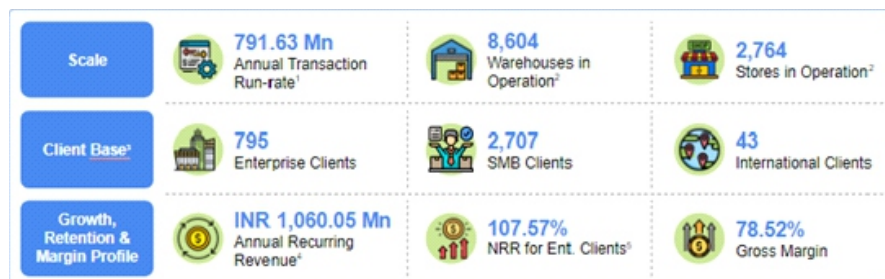 Scale
791.63 Mn
Annual Transaction
Run-rate¹
8,604
Warehouses in
Operation²
2,764
Stores in Operation²
Client Base³
795
Enterprise Clients
2,707
SMB Clients
43
International Clients
Growth,
Retention &
Margin Profile
INR 1,060.05 Mn
Annual Recurring
Revenue⁴
107.57%
NRR for Ent. Clients⁵
78.52%
Gross Margin